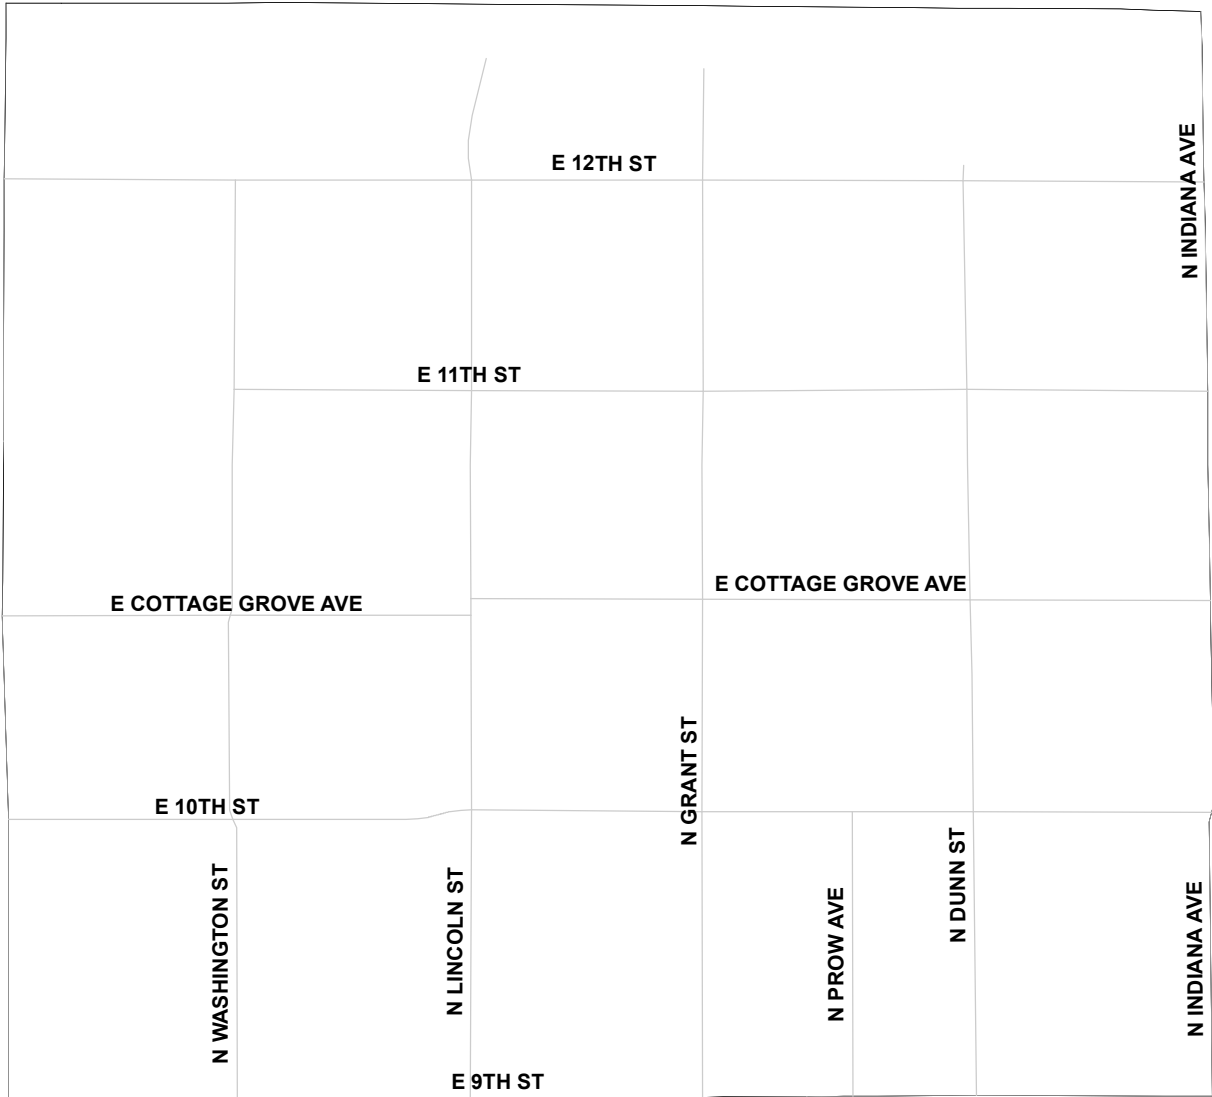 E 12TH ST
N INDIANA AVE
E 11TH ST
E COTTAGE GROVE AVE
E COTTAGE GROVE AVE
N GRANT ST
E 10TH ST
N DUNN ST
N WASHINGTON ST
N LINCOLN ST
N PROW AVE
N INDIANA AVE
E 9TH ST